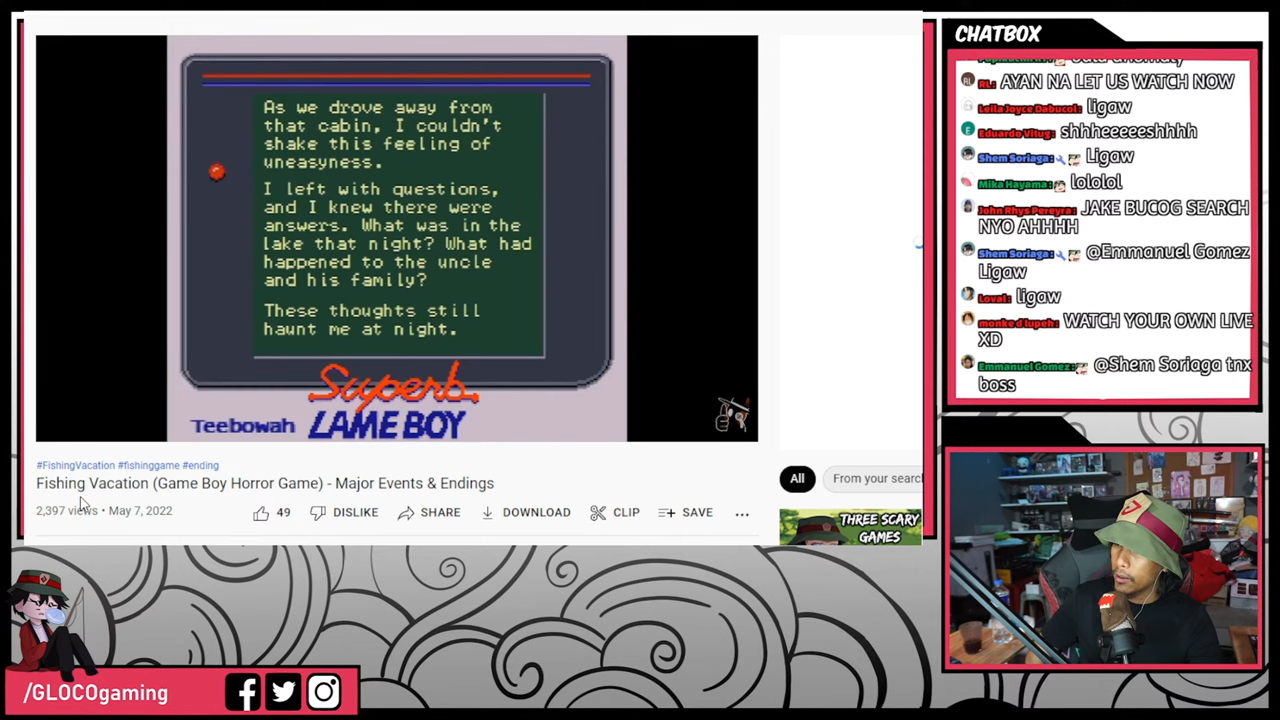 As we drove away from
that cabin, I couldn't
shake this feeling of
uneasyness.
I left with questions,
and I knew there were
answers. What was in the
lake that night? What had
happened to the uncle
and his family?
These thoughts still
haunt me at night.
Superb
Teebowah LAME BOY
#FishingVacation #fishinggame #ending
Fishing Vacation (Game Boy Horror Game) - Major Events & Endings
2,397 views • May 7, 2022
49 DISLIKE SHARE DOWNLOAD CLIP SAVE ...
All From your searc
THREE SCARY
GAMES
/GLOCOgaming
CHATBOX
RL: AYAN NA LET US WATCH NOW
Leila Joyce Dabucol: ligaw
Eduardo Vitug: shhheeeeeshhhh
Shem Soriaga: Ligaw
Mika Hayama: lololol
John Rhys Pereyra: JAKE BUCOG SEARCH
NYO AHHHH
Shem Soriaga: @Emmanuel Gomez
Ligaw
Loval: ligaw
monke d lupeh: WATCH YOUR OWN LIVE
XD
Emmanuel Gomez: @Shem Soriaga tnx
boss